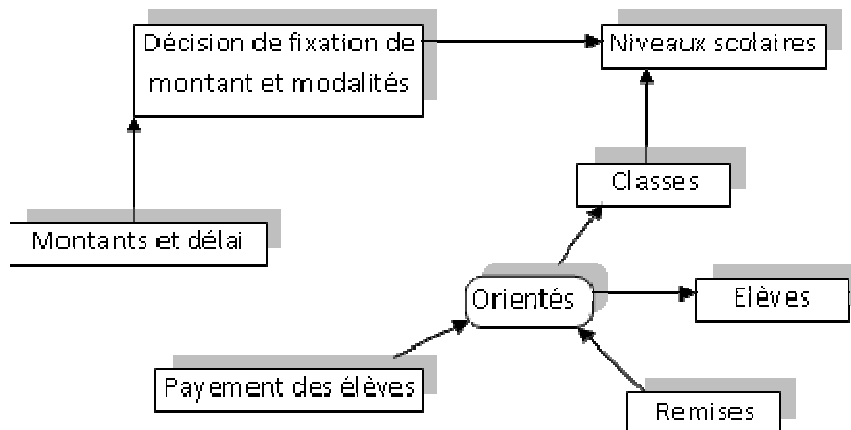 Décision de fixation de
montant et modalités
Niveaux scolaires
Classes
Montants et délai
Orientés
Elèves
Payement des élèves
Remises